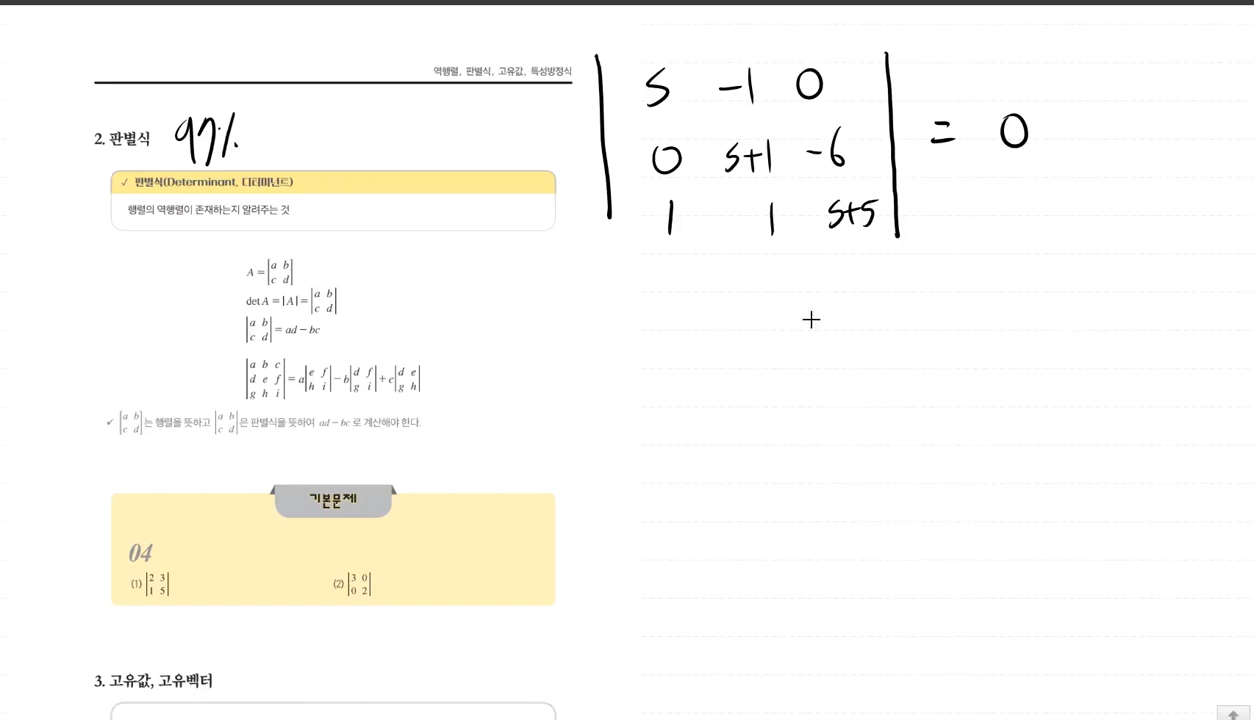 역행렬, 판별식, 고유값, 특성방정식
2. 판별식 97%
✓ 판별식(Determinant, 디터미넌트)
행렬의 역행렬이 존재하는지 알려주는 것
A = |a b|
|c d|
det A = |A| = |a b|
|c d|
|a b| = ad − bc
|c d|
|a b c|
|d e f| = a|e f| − b|d f| + c|d e|
|g h i| |h i| |g i| |g h|
✓ |a b|는 행렬을 뜻하고 |a b|은 판별식을 뜻하여 ad − bc 로 계산해야 한다.
|c d| |c d|
기본문제
04
(1) |2 3| (2) |3 0|
|1 5| |0 2|
3. 고유값, 고유벡터
| s -1 0 |
| 0 s+1 -6 | = 0
| 1 1 s+5 |